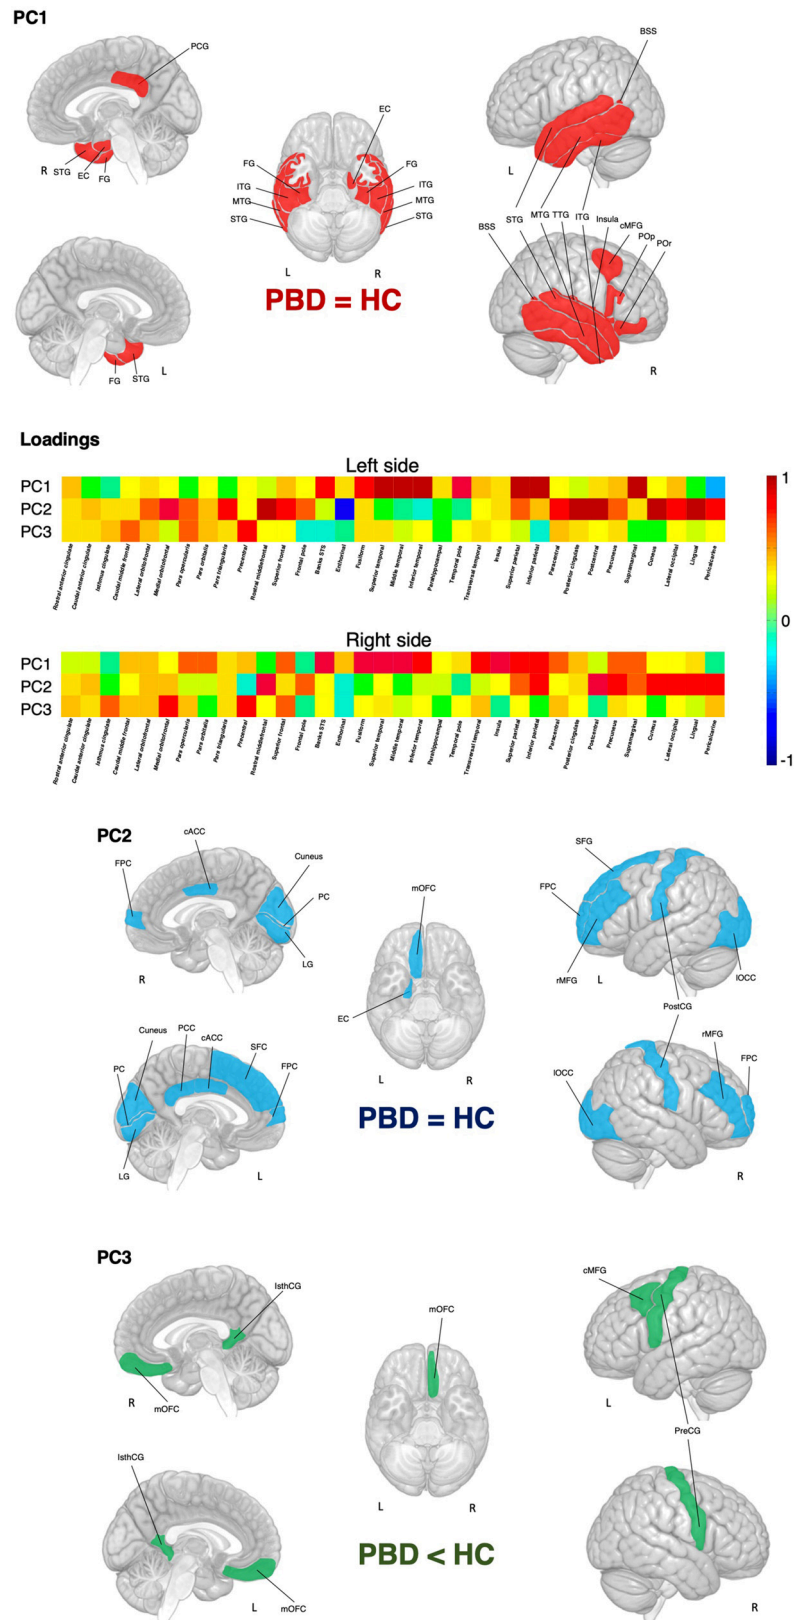 PC1
PCG
R STG EC FG
FG STG L
EC
FG FG
ITG ITG
MTG MTG
STG STG
L R
PBD = HC
BSS
L
BSS STG MTG TTG ITG Insula cMFG POp POr
R
Loadings
Left side
PC1
PC2
PC3
Rostral anterior cingulate
Caudal anterior cingulate
Isthmus cingulate
Caudal middle frontal
Lateral orbitofrontal
Medial orbitofrontal
Pars opercularis
Pars orbitalis
Pars triangularis
Precentral
Rostral middlefrontal
Superior frontal
Frontal pole
Banks STS
Entorhinal
Fusiform
Superior temporal
Middle temporal
Inferior temporal
Parahippocampal
Temporal pole
Transversal temporal
Insula
Superior parietal
Inferior parietal
Paracentral
Posterior cingulate
Postcentral
Precuneus
Supramarginal
Cuneus
Lateral occipital
Lingual
Pericalcarine
1
0
-1
Right side
PC1
PC2
PC3
Rostral anterior cingulate
Caudal anterior cingulate
Isthmus cingulate
Caudal middle frontal
Lateral orbitofrontal
Medial orbitofrontal
Pars opercularis
Pars orbitalis
Pars triangularis
Precentral
Rostral middlefrontal
Superior frontal
Frontal pole
Banks STS
Entorhinal
Fusiform
Superior temporal
Middle temporal
Inferior temporal
Parahippocampal
Temporal pole
Transversal temporal
Insula
Superior parietal
Inferior parietal
Paracentral
Posterior cingulate
Postcentral
Precuneus
Supramarginal
Cuneus
Lateral occipital
Lingual
Pericalcarine
PC2
FPC cACC Cuneus PC LG
R
PC Cuneus PCC cACC SFC FPC
LG L
mOFC
EC
L R
PBD = HC
SFG
FPC
rMFG L lOCC
PostCG
lOCC rMFG FPC
R
PC3
IsthCG
R mOFC
IsthCG
L mOFC
mOFC
L R
PBD < HC
cMFG
L
PreCG
R